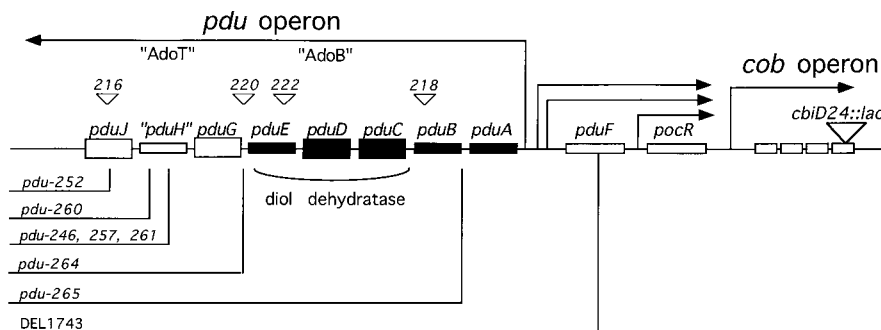 pdu operon
"AdoT" "AdoB"
cob operon
216 220 222 218
cbiD24::lac
pduJ "pduH" pduG pduE pduD pduC pduB pduA pduF pocR
pdu-252
diol dehydratase
pdu-260
pdu-246, 257, 261
pdu-264
pdu-265
DEL1743